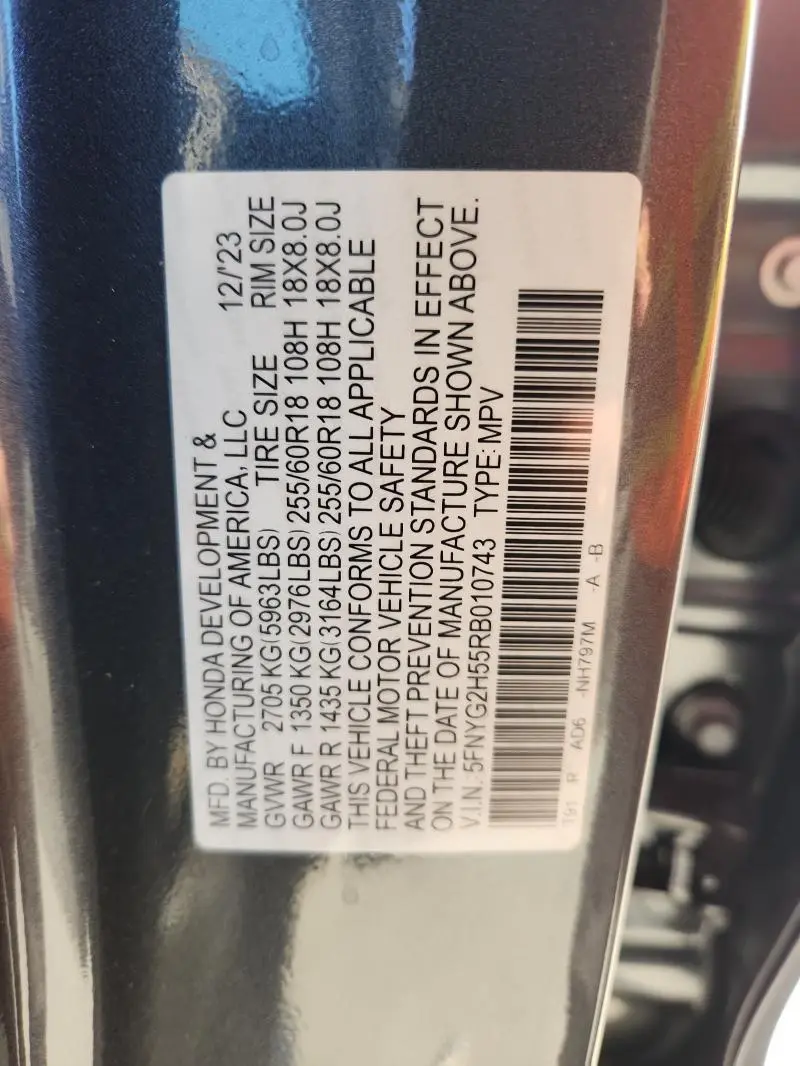 MFD. BY HONDA DEVELOPMENT &
MANUFACTURING OF AMERICA, LLC 12/'23
GVWR 2705 KG(5963LBS) TIRE SIZE RIM SIZE
GAWR F 1350 KG(2976LBS) 255/60R18 108H 18X8.0J
GAWR R 1435 KG(3164LBS) 255/60R18 108H 18X8.0J
THIS VEHICLE CONFORMS TO ALL APPLICABLE
FEDERAL MOTOR VEHICLE SAFETY
AND THEFT PREVENTION STANDARDS IN EFFECT
ON THE DATE OF MANUFACTURE SHOWN ABOVE.
V.I.N.: 5FNYG2H55RB010743 TYPE: MPV
T91 R AD6 -NH797M -A -B